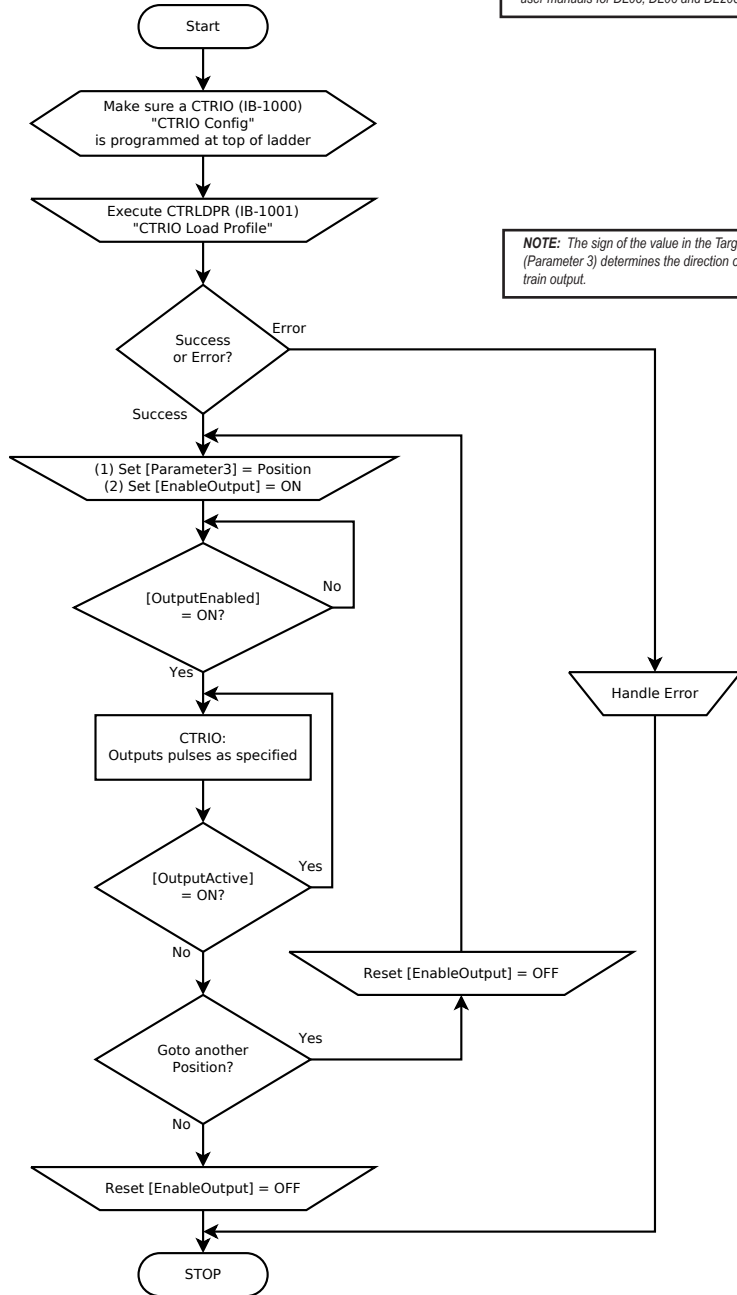 user manuals for DL05, DL06 and DL205
Start
Make sure a CTRIO (IB-1000)
"CTRIO Config"
is programmed at top of ladder
Execute CTRLDPR (IB-1001)
"CTRIO Load Profile"
NOTE: The sign of the value in the Targ
(Parameter 3) determines the direction o
train output.
Success
or Error?
Error
Success
(1) Set [Parameter3] = Position
(2) Set [EnableOutput] = ON
[OutputEnabled]
= ON?
No
Yes
Handle Error
CTRIO:
Outputs pulses as specified
[OutputActive]
= ON?
Yes
No
Reset [EnableOutput] = OFF
Goto another
Position?
Yes
No
Reset [EnableOutput] = OFF
STOP